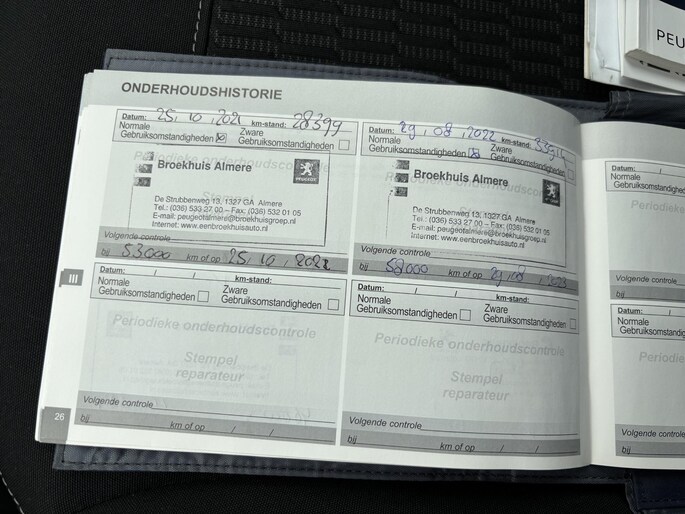 PEU
ONDERHOUDSHISTORIE
Datum: 25, 10, 2021 km-stand: 28399
Normale Gebruiksomstandigheden Zware Gebruiksomstandigheden
Periodieke onderhoudscontrole
Broekhuis Almere
PEUGEOT
De Strubbenweg 13, 1327 GA Almere
Tel.: (036) 533 27 00 – Fax: (036) 532 01 05
E-mail: peugeotalmere@broekhuisgroep.nl
Internet: www.eenbroekhuisauto.nl
Volgende controle
bij 53000 km of op 25, 10, 2022
Datum: 29, 08, 2022 km-stand:
Normale Gebruiksomstandigheden Zware Gebruiksomstandigheden
Broekhuis Almere
De Strubbenweg 13, 1327 GA Almere
Tel.: (036) 533 27 00 – Fax: (036) 532 01 05
E-mail: peugeotalmere@broekhuisgroep.nl
Internet: www.eenbroekhuisauto.nl
Volgende controle
bij 58000 km of op 29, 08, 2023
Datum: / /
Normale
Gebruiksomstandigheden
Periodieke
bij
III
Datum: / / km-stand:
Normale Gebruiksomstandigheden Zware Gebruiksomstandigheden
Periodieke onderhoudscontrole
Stempel
reparateur
Volgende controle
bij km of op / /
Datum: / / km-stand:
Normale Gebruiksomstandigheden Zware Gebruiksomstandigheden
Periodieke onderhoudscontrole
Stempel
reparateur
Volgende controle
bij km of op / /
Datum:
Normale
Gebruiksomstandigheden
Volgende controle
bij
26